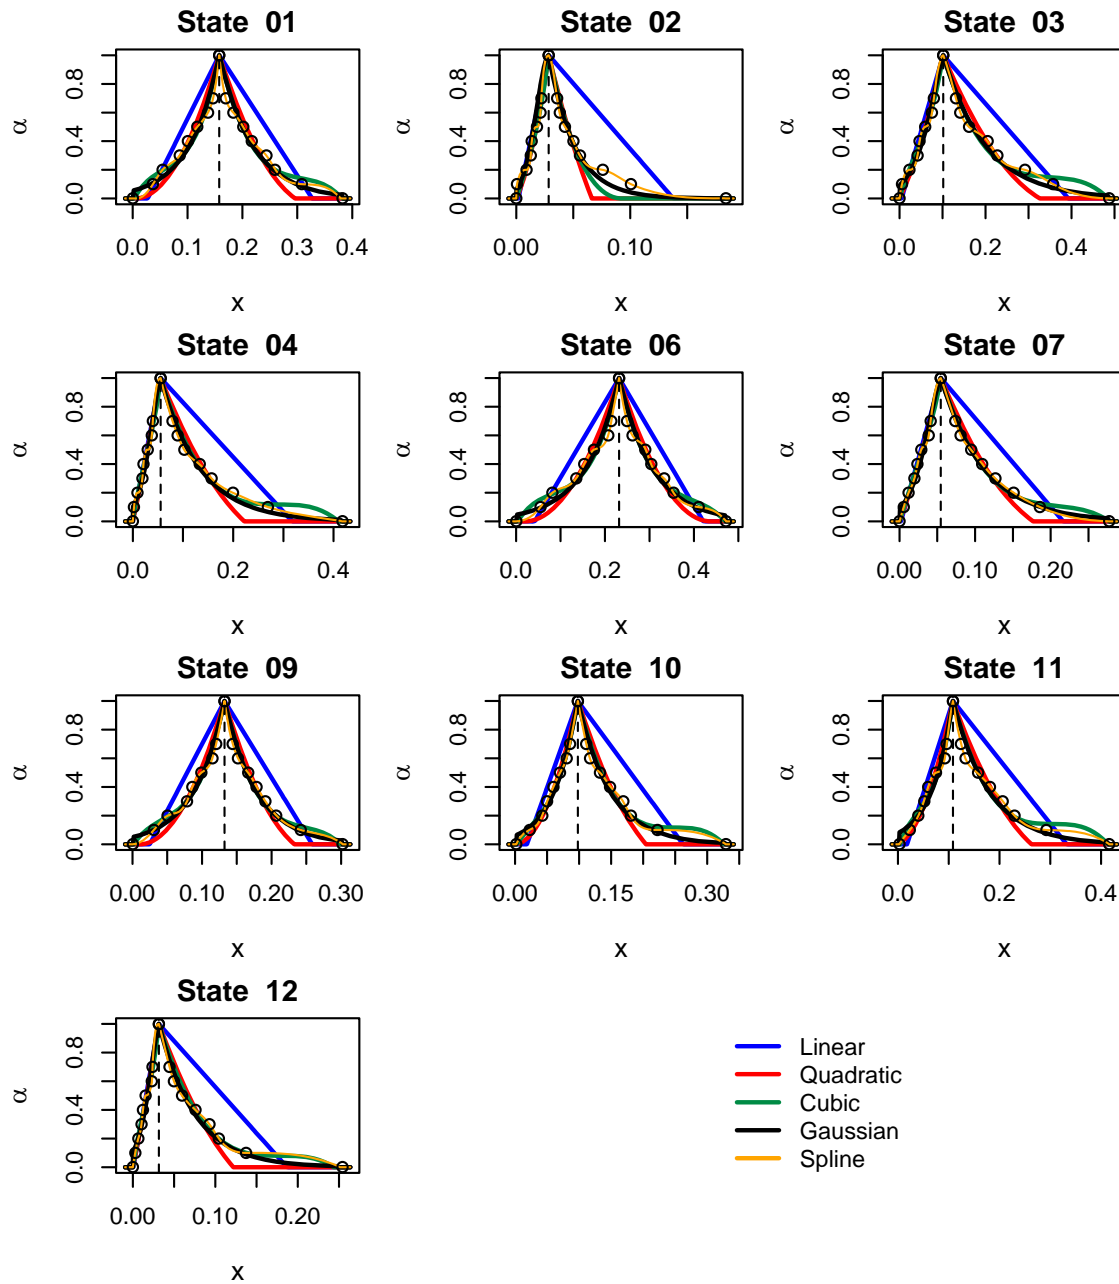 State 01
State 02
State 03
α
0.0 0.4 0.8
0.0 0.1 0.2 0.3 0.4
x
α
0.0 0.4 0.8
0.00 0.10
x
α
0.0 0.4 0.8
0.0 0.2 0.4
x
State 04
State 06
State 07
α
0.0 0.4 0.8
0.0 0.2 0.4
x
α
0.0 0.4 0.8
0.0 0.2 0.4
x
α
0.0 0.4 0.8
0.00 0.10 0.20
x
State 09
State 10
State 11
α
0.0 0.4 0.8
0.00 0.10 0.20 0.30
x
α
0.0 0.4 0.8
0.00 0.15 0.30
x
α
0.0 0.4 0.8
0.0 0.2 0.4
x
State 12
α
0.0 0.4 0.8
0.00 0.10 0.20
x
Linear
Quadratic
Cubic
Gaussian
Spline